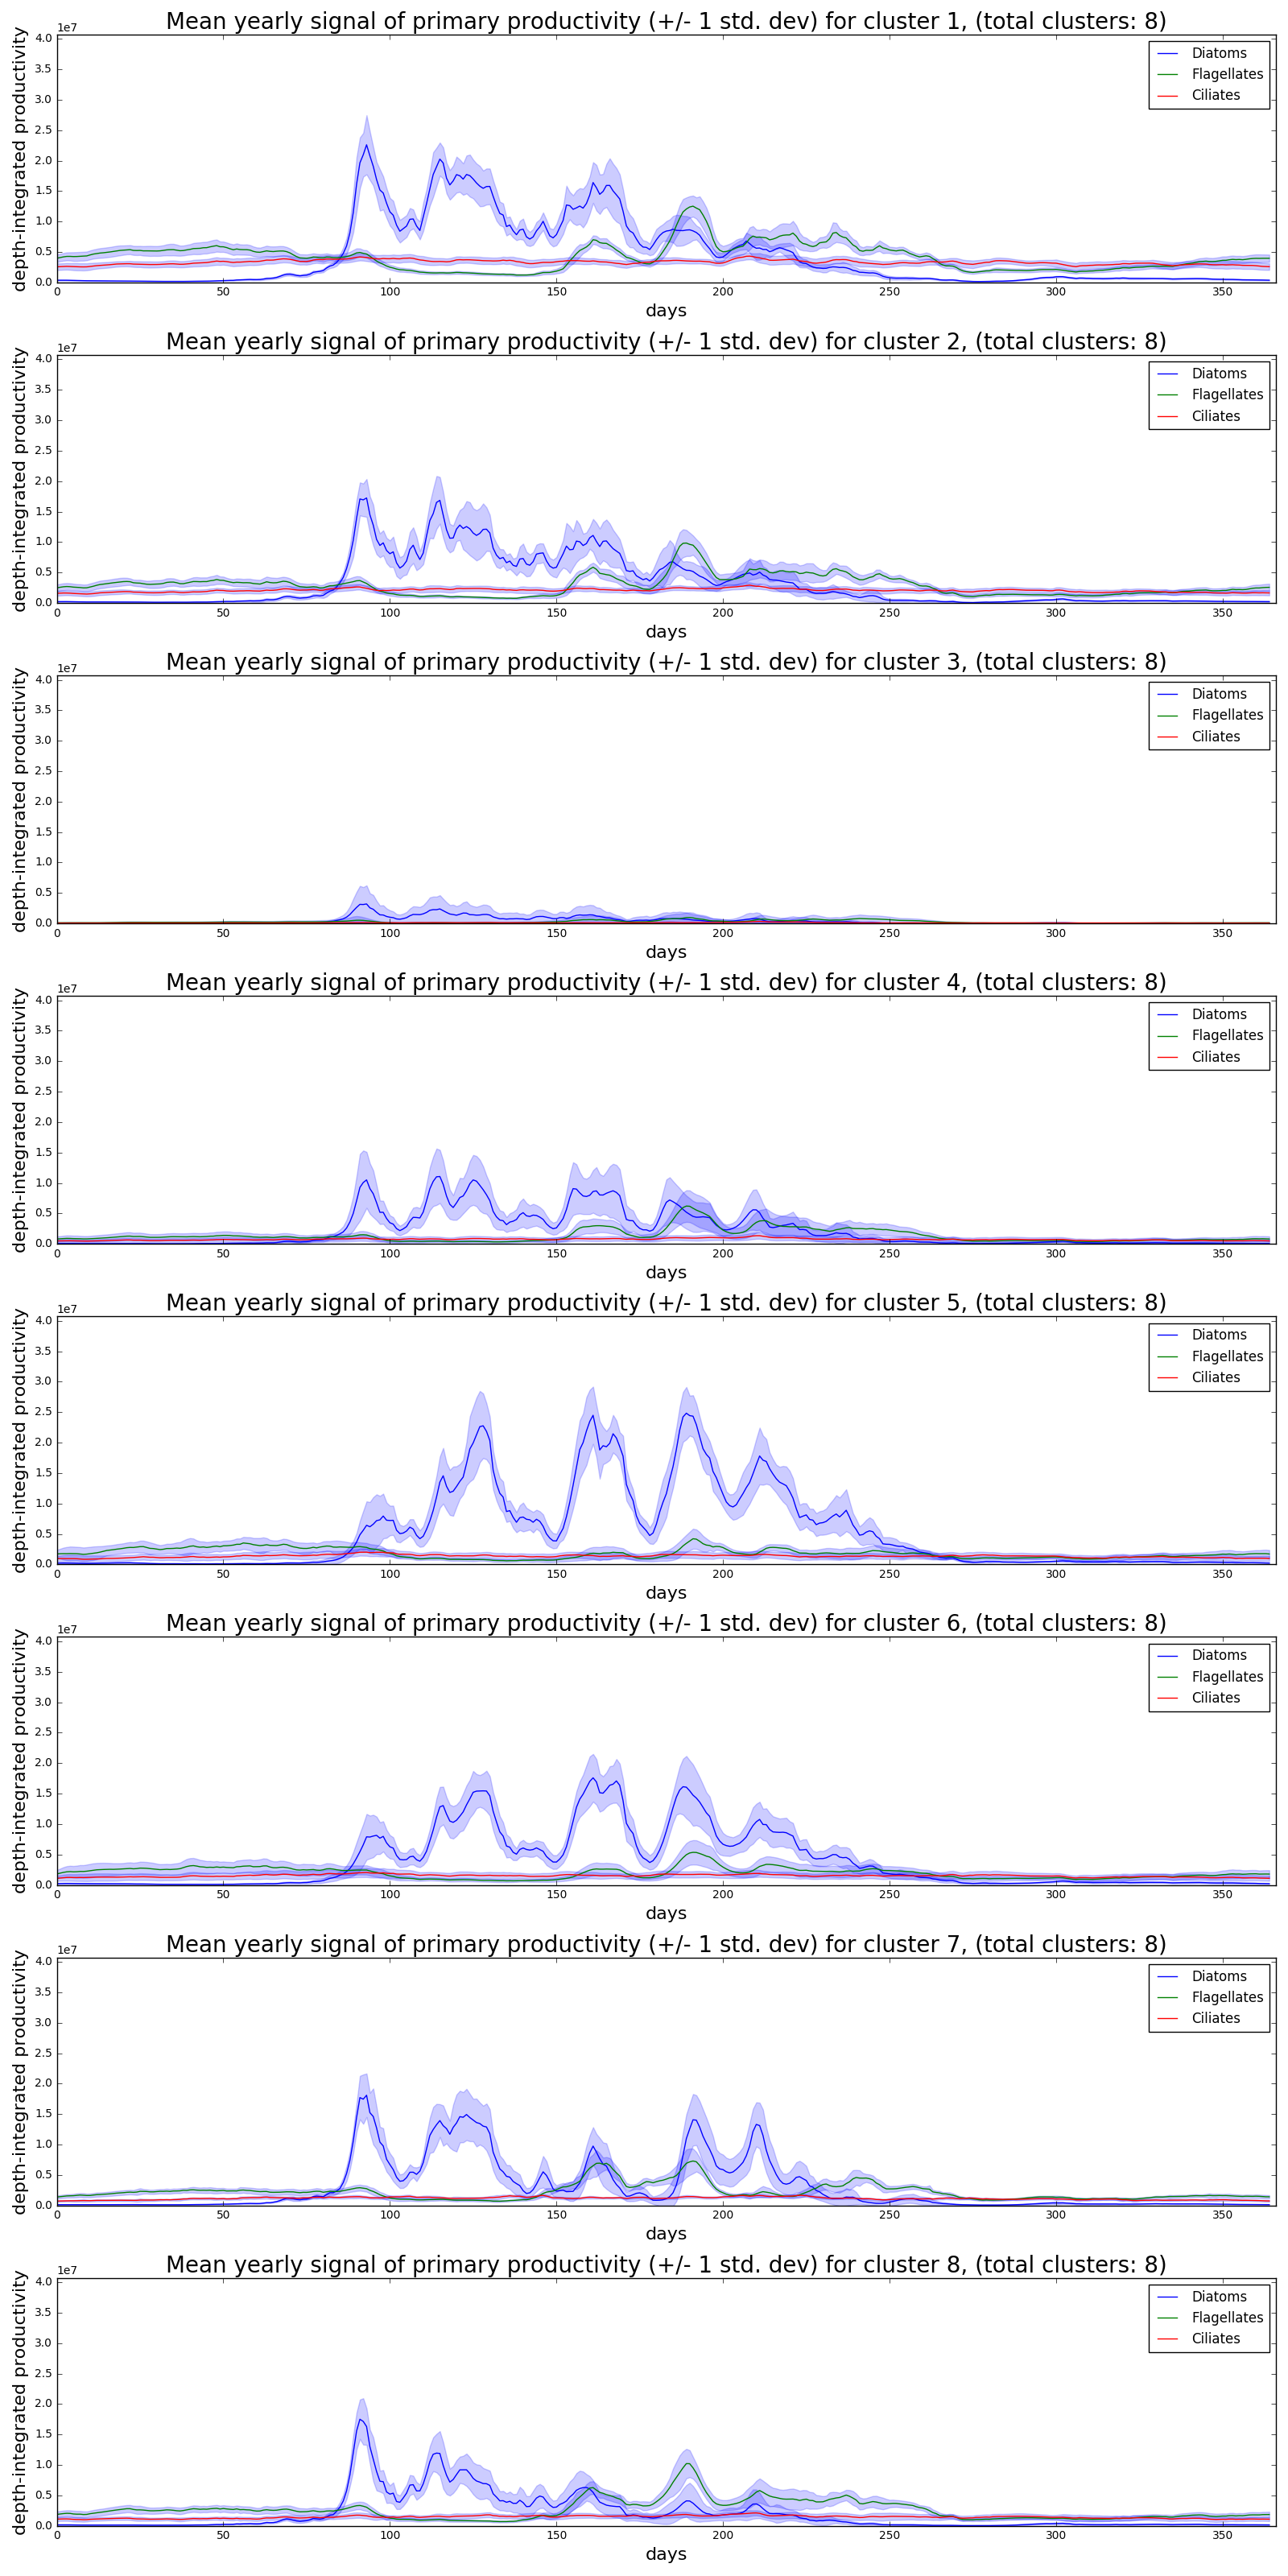 Mean yearly signal of primary productivity (+/- 1 std. dev) for cluster 1, (total clusters: 8)
1e7
4.0
3.5
3.0
2.5
2.0
1.5
1.0
0.5
0.0
depth-integrated productivity
Diatoms
Flagellates
Ciliates
0 50 100 150 200 250 300 350
days
Mean yearly signal of primary productivity (+/- 1 std. dev) for cluster 2, (total clusters: 8)
1e7
4.0
3.5
3.0
2.5
2.0
1.5
1.0
0.5
0.0
depth-integrated productivity
Diatoms
Flagellates
Ciliates
0 50 100 150 200 250 300 350
days
Mean yearly signal of primary productivity (+/- 1 std. dev) for cluster 3, (total clusters: 8)
1e7
4.0
3.5
3.0
2.5
2.0
1.5
1.0
0.5
0.0
depth-integrated productivity
Diatoms
Flagellates
Ciliates
0 50 100 150 200 250 300 350
days
Mean yearly signal of primary productivity (+/- 1 std. dev) for cluster 4, (total clusters: 8)
1e7
4.0
3.5
3.0
2.5
2.0
1.5
1.0
0.5
0.0
depth-integrated productivity
Diatoms
Flagellates
Ciliates
0 50 100 150 200 250 300 350
days
Mean yearly signal of primary productivity (+/- 1 std. dev) for cluster 5, (total clusters: 8)
1e7
4.0
3.5
3.0
2.5
2.0
1.5
1.0
0.5
0.0
depth-integrated productivity
Diatoms
Flagellates
Ciliates
0 50 100 150 200 250 300 350
days
Mean yearly signal of primary productivity (+/- 1 std. dev) for cluster 6, (total clusters: 8)
1e7
4.0
3.5
3.0
2.5
2.0
1.5
1.0
0.5
0.0
depth-integrated productivity
Diatoms
Flagellates
Ciliates
0 50 100 150 200 250 300 350
days
Mean yearly signal of primary productivity (+/- 1 std. dev) for cluster 7, (total clusters: 8)
1e7
4.0
3.5
3.0
2.5
2.0
1.5
1.0
0.5
0.0
depth-integrated productivity
Diatoms
Flagellates
Ciliates
0 50 100 150 200 250 300 350
days
Mean yearly signal of primary productivity (+/- 1 std. dev) for cluster 8, (total clusters: 8)
1e7
4.0
3.5
3.0
2.5
2.0
1.5
1.0
0.5
0.0
depth-integrated productivity
Diatoms
Flagellates
Ciliates
0 50 100 150 200 250 300 350
days